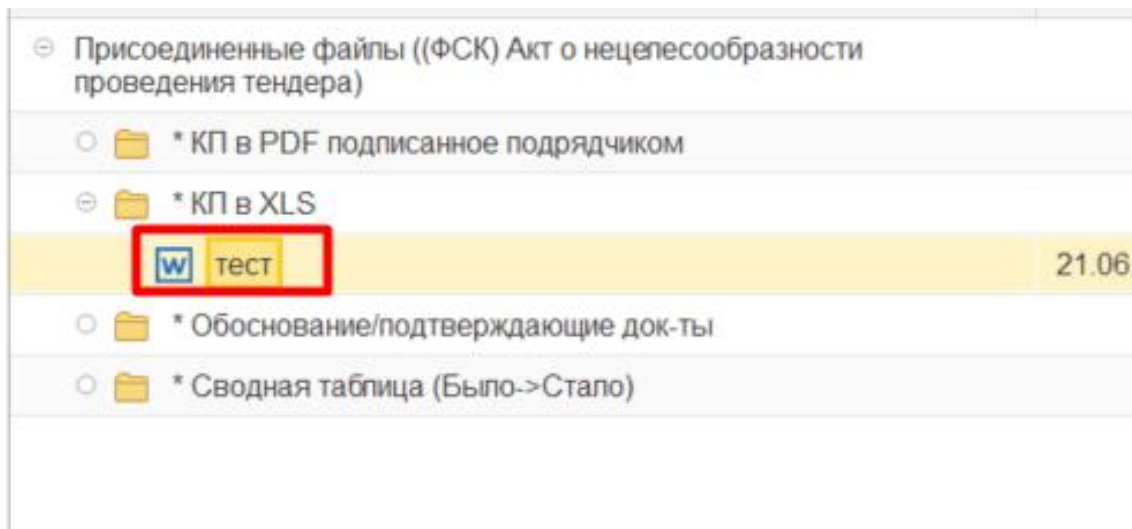 Присоединенные файлы ((ФСК) Акт о нецелесообразности
проведения тендера)
* КП в PDF подписанное подрядчиком
* КП в XLS
W тест 21.06
* Обоснование/подтверждающие док-ты
* Сводная таблица (Было->Стало)